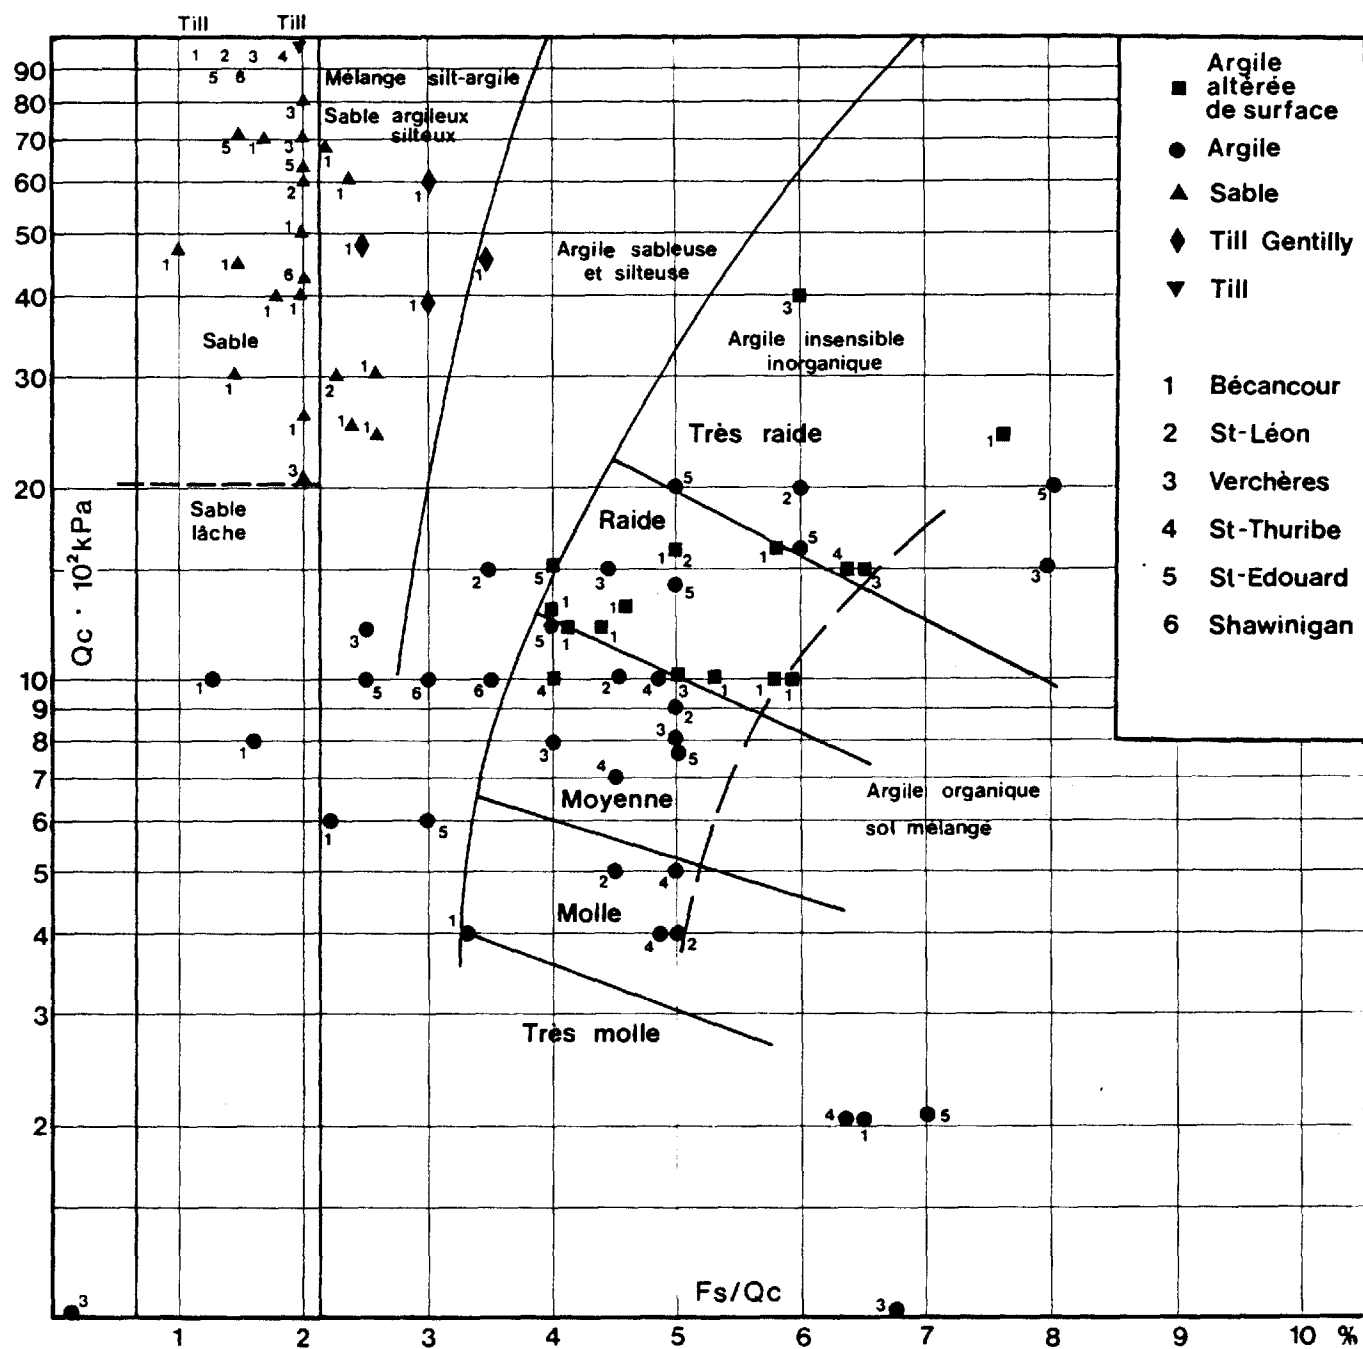 Till Till
1 2 3 4
5 6
90
80
70
60
50
40
30
20
10
9
8
7
6
5
4
3
2
Qc · 10²kPa
Mélange silt-argile
Sable argileux
silteux
Argile sableuse
et silteuse
Argile insensible
inorganique
Sable
Sable
lâche
Très raide
Raide
Moyenne
Molle
Très molle
Argile organique
sol mélangé
Fs/Qc
1 2 3 4 5 6 7 8 9 10 %
Argile
altérée
de surface
Argile
Sable
Till Gentilly
Till
1 Bécancour
2 St-Léon
3 Verchères
4 St-Thuribe
5 St-Edouard
6 Shawinigan